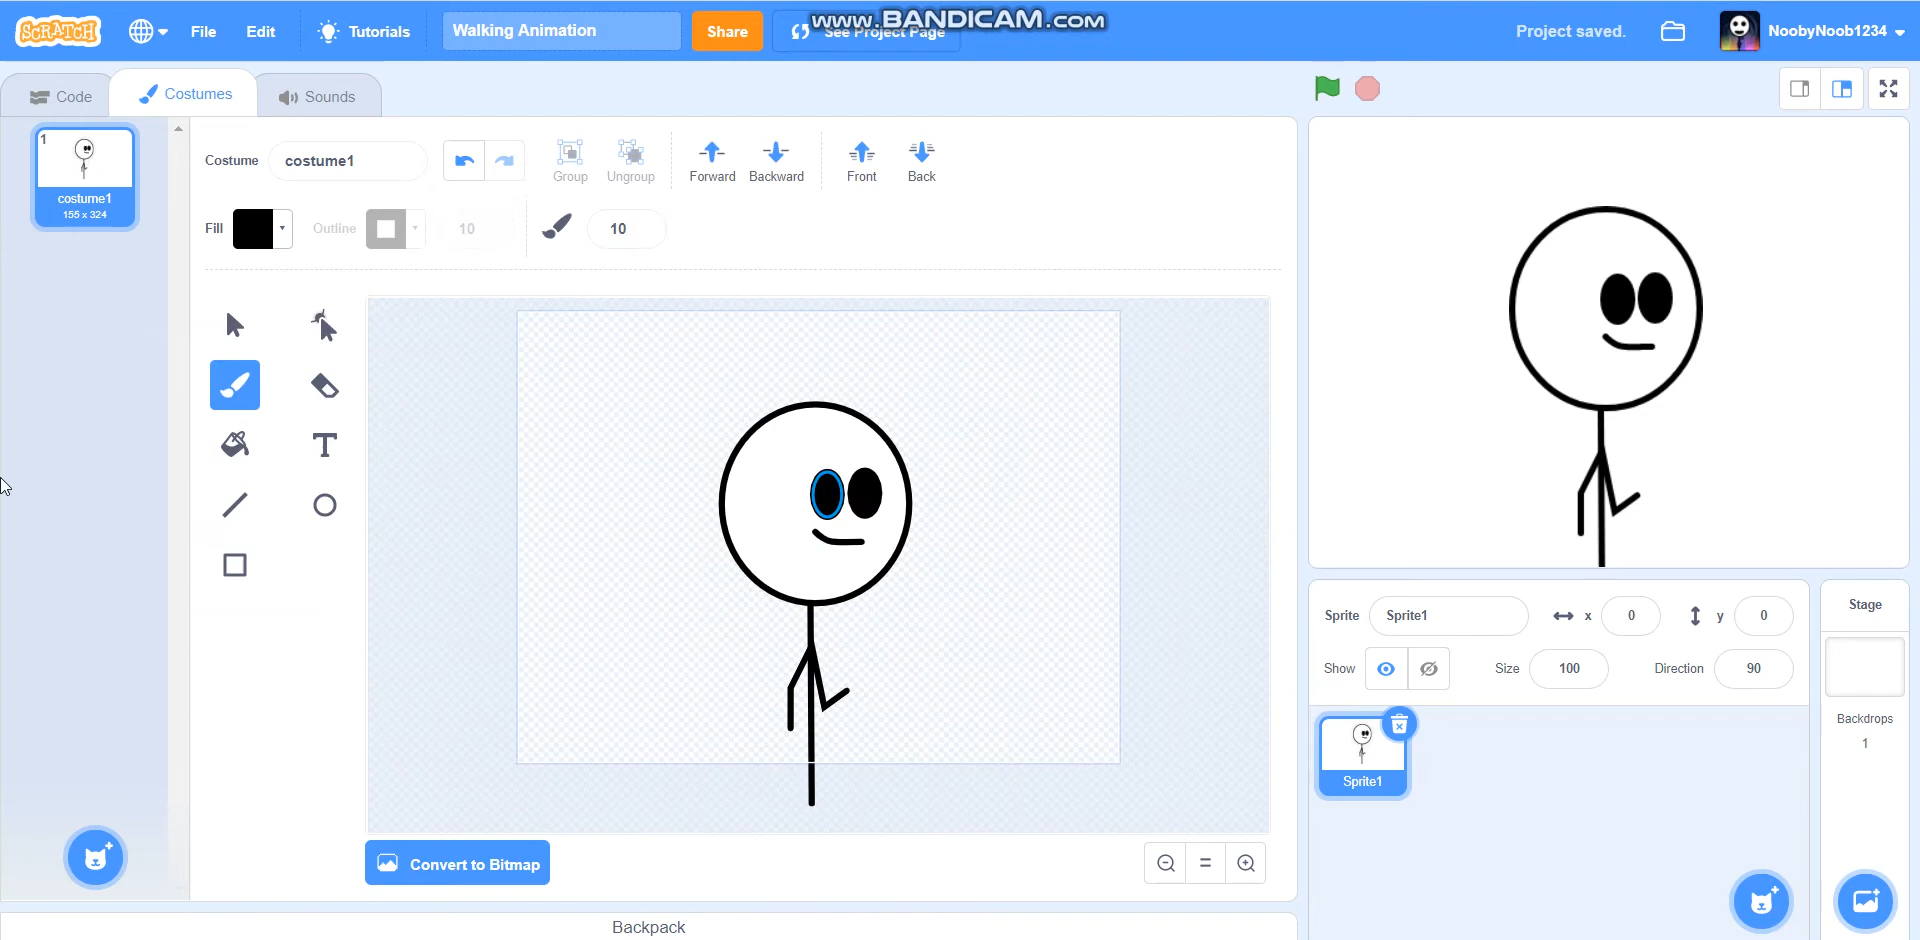 www.BANDICAM.com
SCRATCH
File
Edit
Tutorials
Walking Animation
Share
See Project Page
Project saved.
NoobyNoob1234
Code
Costumes
Sounds
1
costume1
155 x 324
Costume
costume1
Group
Ungroup
Forward
Backward
Front
Back
Fill
Outline
10
10
T
Convert to Bitmap
Backpack
Sprite
Sprite1
x
0
y
0
Show
Size
100
Direction
90
Sprite1
Stage
Backdrops
1